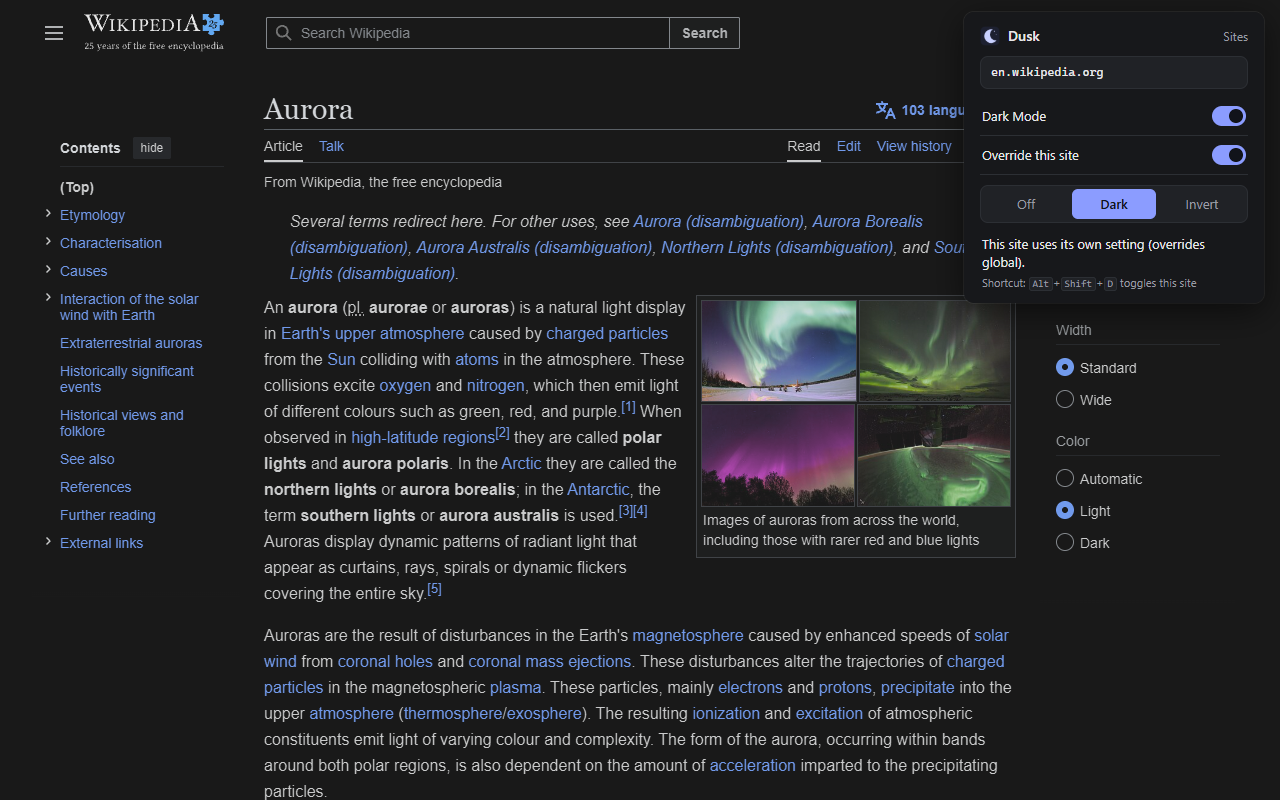 WIKIPEDIA 25
25 years of the free encyclopedia
Search Wikipedia
Search
Dusk
Sites
en.wikipedia.org
Dark Mode
Override this site
Off
Dark
Invert
This site uses its own setting (overrides
global).
Shortcut: Alt+Shift+D toggles this site
Contents
hide
(Top)
Etymology
Characterisation
Causes
Interaction of the solar
wind with Earth
Extraterrestrial auroras
Historically significant
events
Historical views and
folklore
See also
References
Further reading
External links
Aurora
103 langu
Article
Talk
Read
Edit
View history
From Wikipedia, the free encyclopedia
Several terms redirect here. For other uses, see Aurora (disambiguation), Aurora Borealis
(disambiguation), Aurora Australis (disambiguation), Northern Lights (disambiguation), and Sou
Lights (disambiguation).
An aurora (pl. aurorae or auroras) is a natural light display
in Earth's upper atmosphere caused by charged particles
from the Sun colliding with atoms in the atmosphere. These
collisions excite oxygen and nitrogen, which then emit light
of different colours such as green, red, and purple.[1] When
observed in high-latitude regions[2] they are called polar
lights and aurora polaris. In the Arctic they are called the
northern lights or aurora borealis; in the Antarctic, the
term southern lights or aurora australis is used.[3][4]
Auroras display dynamic patterns of radiant light that
appear as curtains, rays, spirals or dynamic flickers
covering the entire sky.[5]
Images of auroras from across the world,
including those with rarer red and blue lights
Auroras are the result of disturbances in the Earth's magnetosphere caused by enhanced speeds of solar
wind from coronal holes and coronal mass ejections. These disturbances alter the trajectories of charged
particles in the magnetospheric plasma. These particles, mainly electrons and protons, precipitate into the
upper atmosphere (thermosphere/exosphere). The resulting ionization and excitation of atmospheric
constituents emit light of varying colour and complexity. The form of the aurora, occurring within bands
around both polar regions, is also dependent on the amount of acceleration imparted to the precipitating
particles.
Width
Standard
Wide
Color
Automatic
Light
Dark